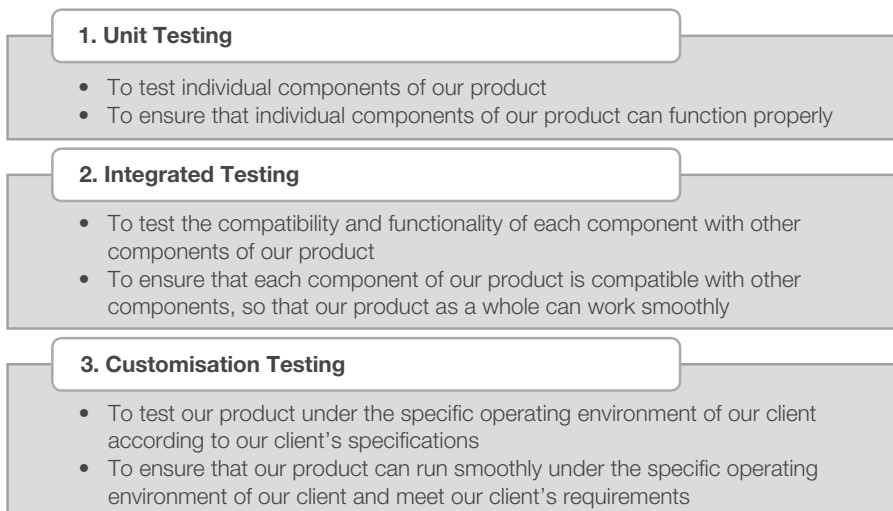 1. Unit Testing
• To test individual components of our product
• To ensure that individual components of our product can function properly
2. Integrated Testing
• To test the compatibility and functionality of each component with other
components of our product
• To ensure that each component of our product is compatible with other
components, so that our product as a whole can work smoothly
3. Customisation Testing
• To test our product under the specific operating environment of our client
according to our client's specifications
• To ensure that our product can run smoothly under the specific operating
environment of our client and meet our client's requirements